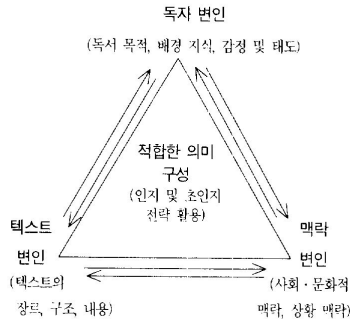 독자 변인
(독서 목적, 배경 지식, 감정 및 태도)
적합한 의미
구성
(인지 및 초인지
전략 활용)
텍스트
변인
(텍스트의
장르, 구조, 내용)
맥락
변인
(사회·문화적
맥락, 상황 맥락)